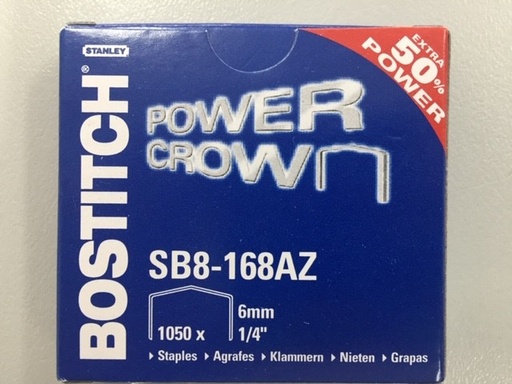 STANLEY
BOSTITCH®
EXTRA
50%
POWER
POWER
CROWN
SB8-168AZ
6mm
1050 x 1/4"
Staples Agrafes Klammern Nieten Grapas